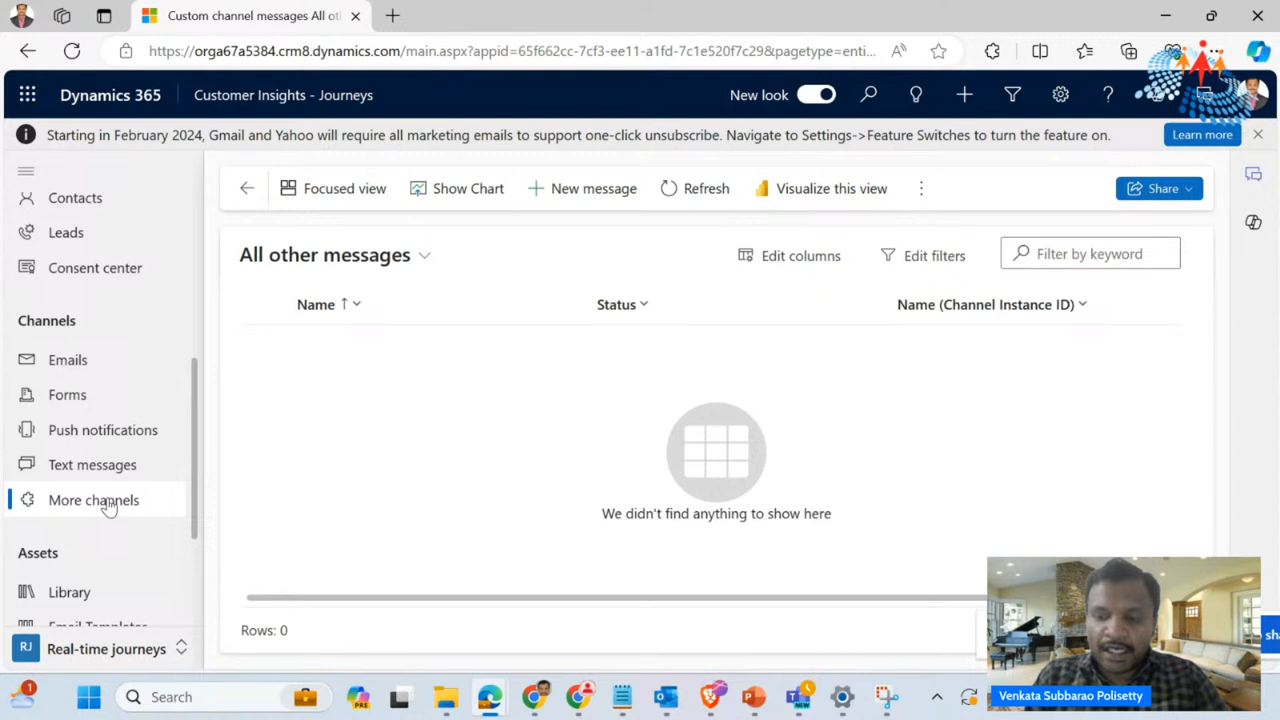 Custom channel messages All ot
https://orga67a5384.crm8.dynamics.com/main.aspx?appid=65f662cc-7cf3-ee11-a1fd-7c1e520f7c29&pagetype=enti...
Dynamics 365
Customer Insights - Journeys
New look
Starting in February 2024, Gmail and Yahoo will require all marketing emails to support one-click unsubscribe. Navigate to Settings->Feature Switches to turn the feature on.
Learn more
Focused view
Show Chart
New message
Refresh
Visualize this view
Share
Contacts
Leads
Consent center
Channels
Emails
Forms
Push notifications
Text messages
More channels
Assets
Library
Email Templates
RJ
Real-time journeys
All other messages
Edit columns
Edit filters
Filter by keyword
Name ↑
Status
Name (Channel Instance ID)
We didn't find anything to show here
Rows: 0
sha
Venkata Subbarao Polisetty
1
Search
NEW